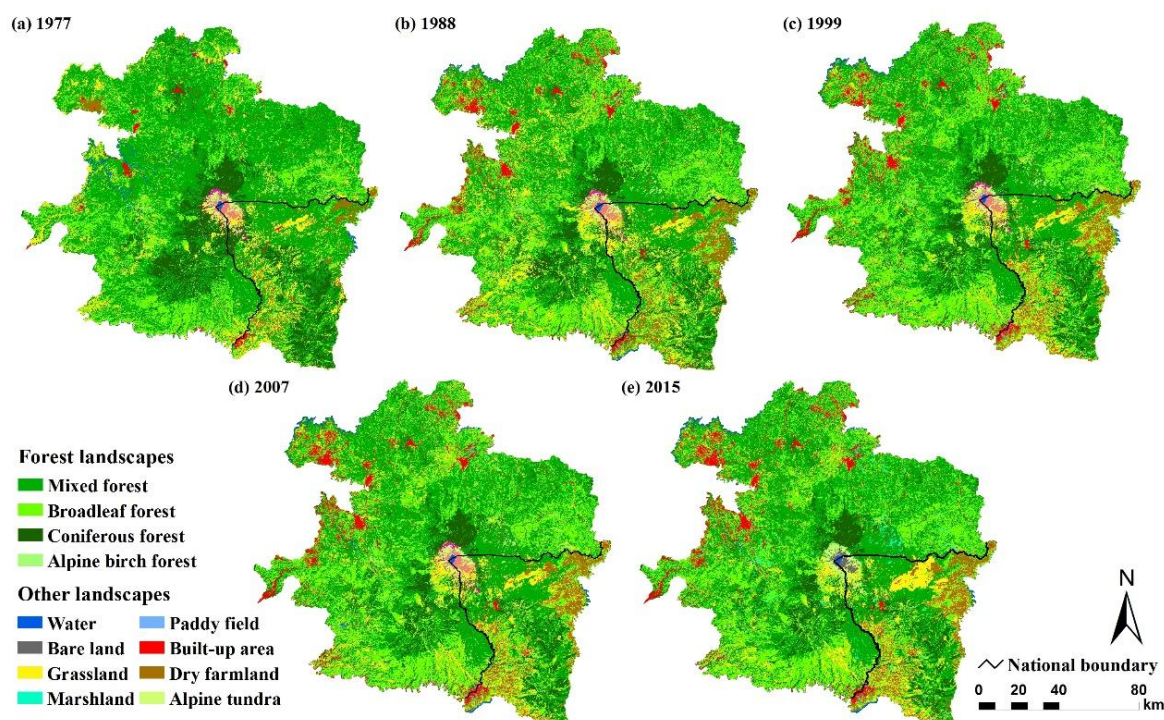 (a) 1977
(b) 1988
(c) 1999
(d) 2007
(e) 2015
Forest landscapes
Mixed forest
Broadleaf forest
Coniferous forest
Alpine birch forest
Other landscapes
Water
Paddy field
Bare land
Built-up area
Grassland
Dry farmland
Marshland
Alpine tundra
N
National boundary
0 20 40 80
km